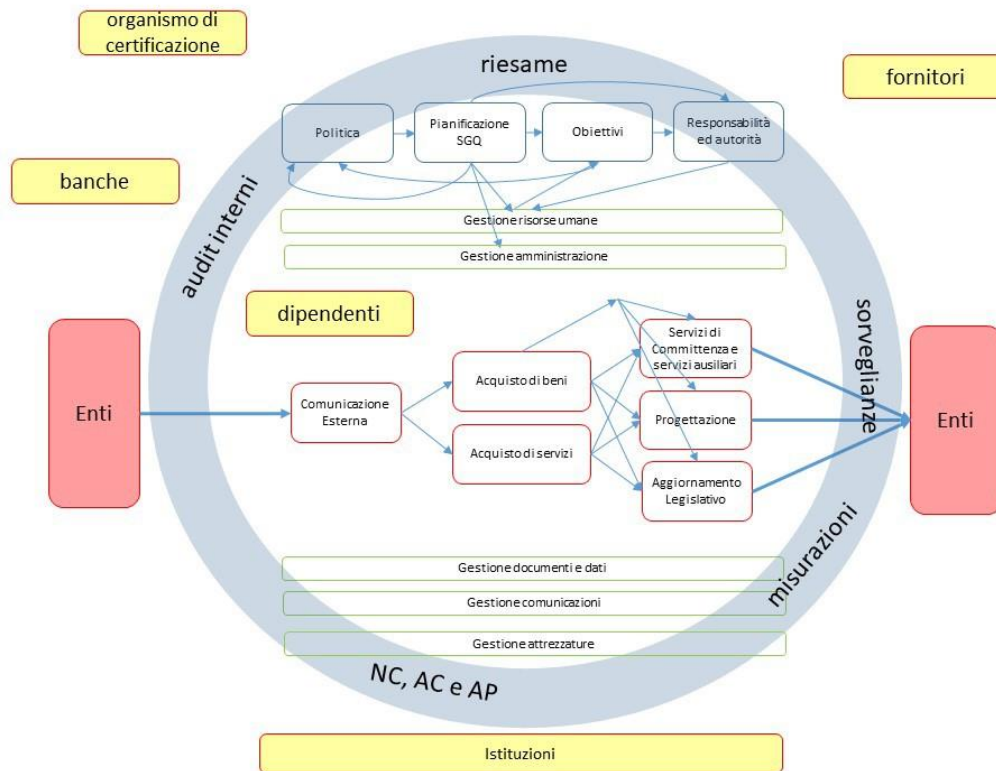 organismo di
certificazione
riesame
fornitori
Politica
Pianificazione
SGQ
Obiettivi
Responsabilità
ed autorità
banche
audit interni
Gestione risorse umane
Gestione amministrazione
dipendenti
Enti
Comunicazione
Esterna
Acquisto di beni
Acquisto di servizi
Servizi di
Committenza e
servizi ausiliari
Progettazione
Aggiornamento
Legislativo
sorveglianze
Enti
misurazioni
Gestione documenti e dati
Gestione comunicazioni
Gestione attrezzature
NC, AC e AP
Istituzioni